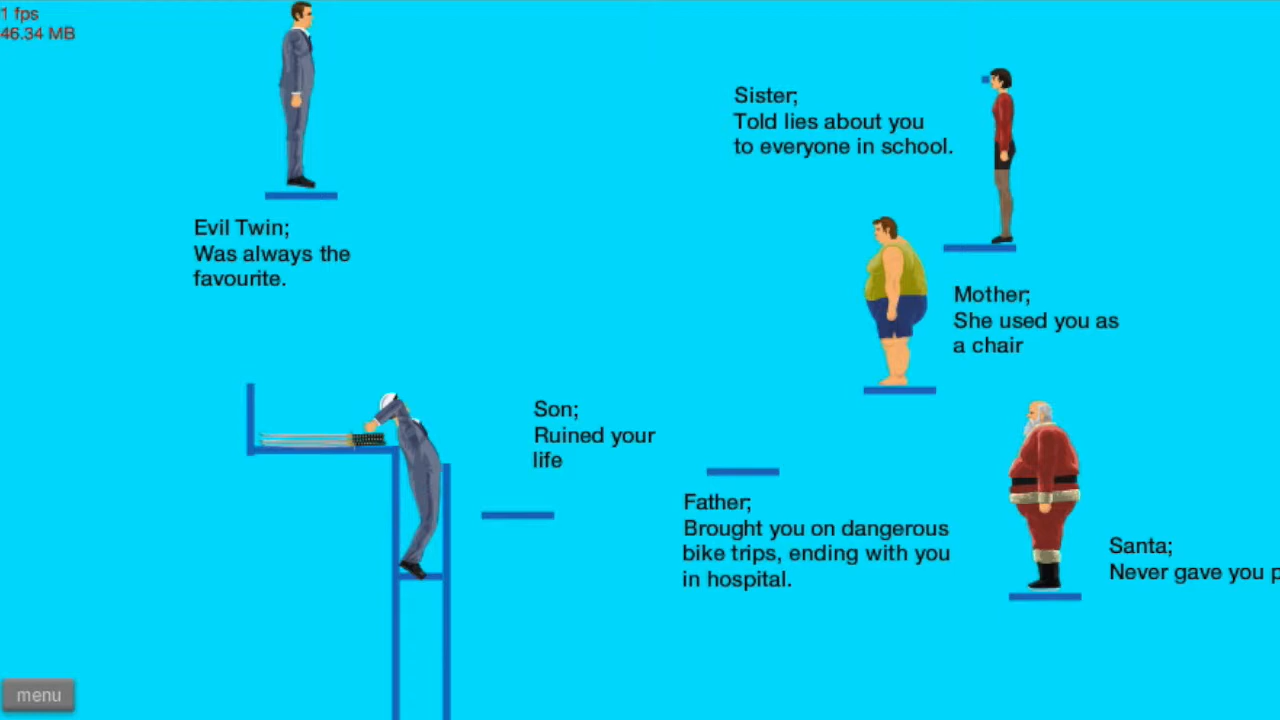 1 fps
46.34 MB
Sister;
Told lies about you
to everyone in school.
Evil Twin;
Was always the
favourite.
Mother;
She used you as
a chair
Son;
Ruined your
life
Father;
Brought you on dangerous
bike trips, ending with you
in hospital.
Santa;
Never gave you
menu